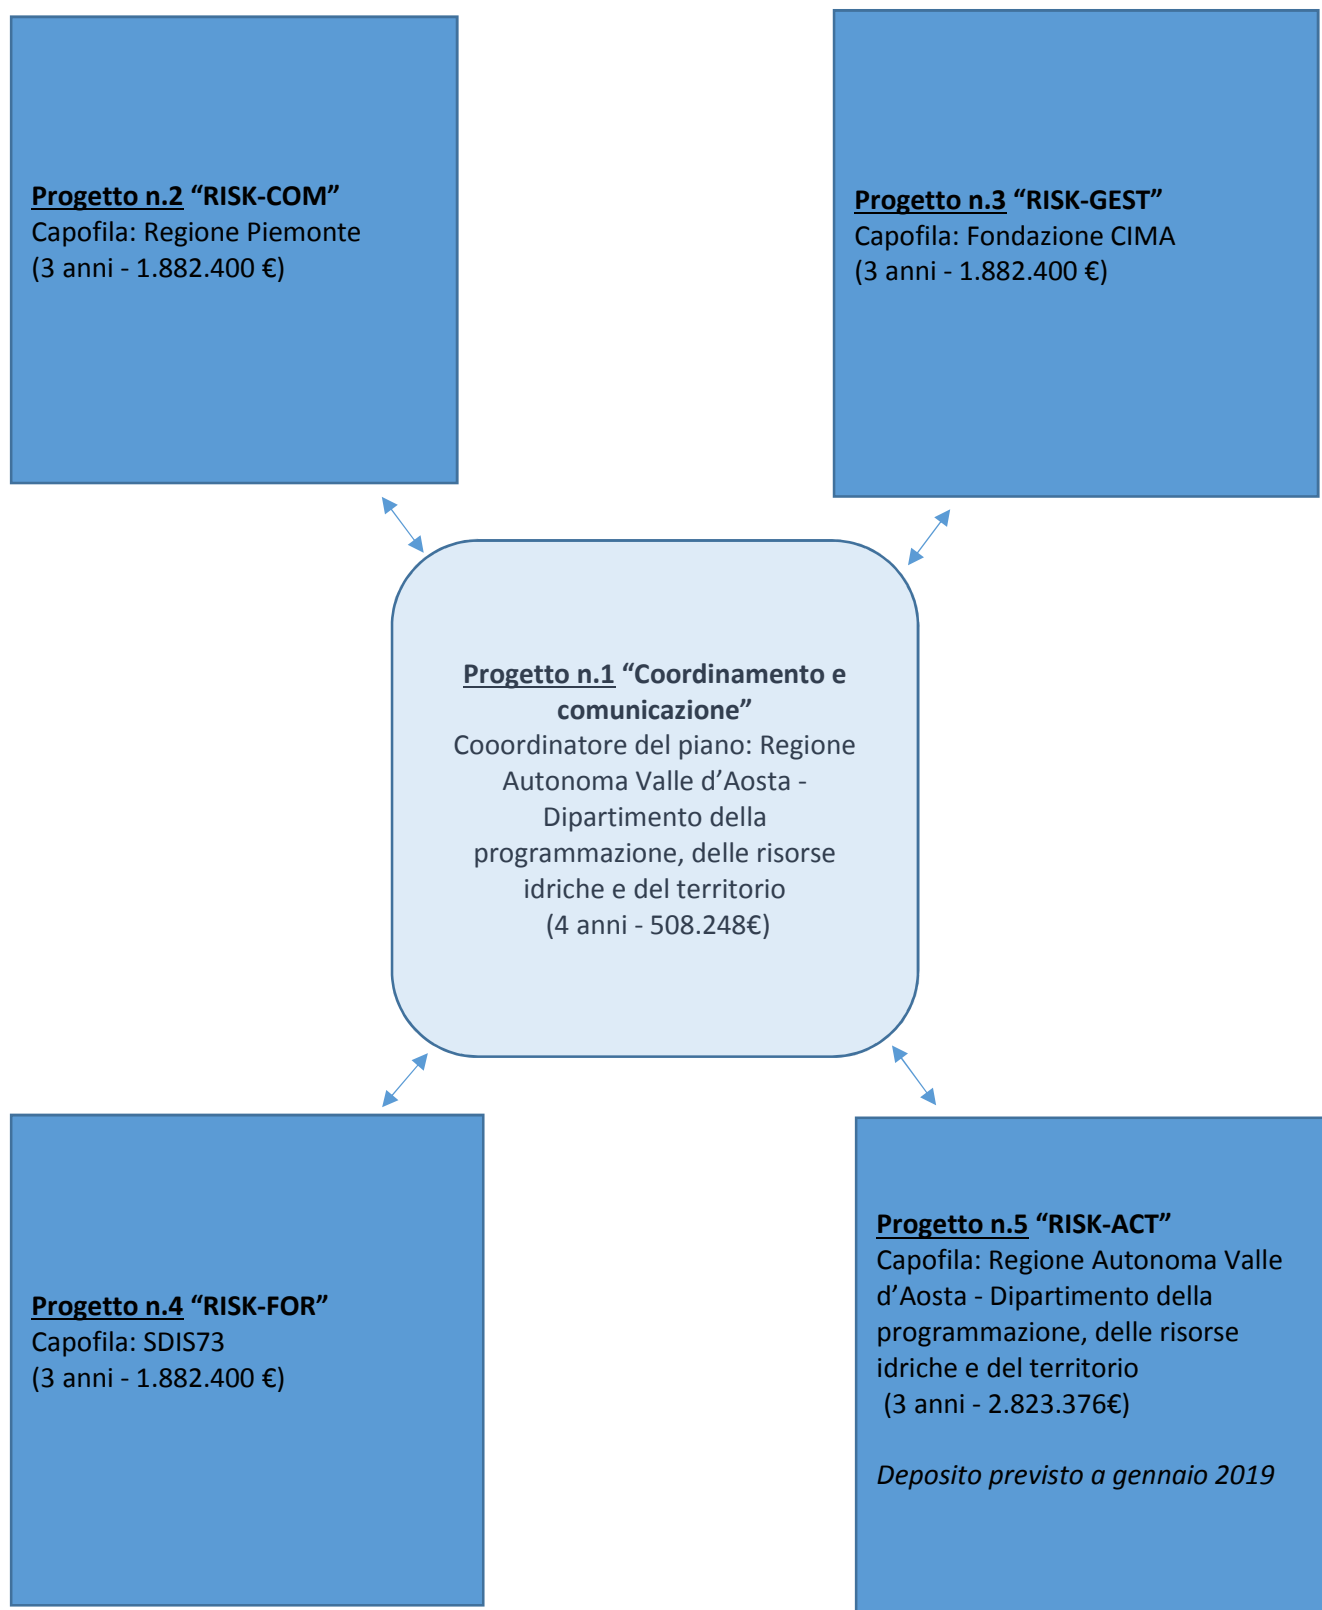 Progetto n.2 “RISK-COM”
Capofila: Regione Piemonte
(3 anni - 1.882.400 €)
Progetto n.3 “RISK-GEST”
Capofila: Fondazione CIMA
(3 anni - 1.882.400 €)
Progetto n.1 “Coordinamento e
comunicazione”
Cooordinatore del piano: Regione
Autonoma Valle d’Aosta -
Dipartimento della
programmazione, delle risorse
idriche e del territorio
(4 anni - 508.248€)
Progetto n.4 “RISK-FOR”
Capofila: SDIS73
(3 anni - 1.882.400 €)
Progetto n.5 “RISK-ACT”
Capofila: Regione Autonoma Valle
d’Aosta - Dipartimento della
programmazione, delle risorse
idriche e del territorio
(3 anni - 2.823.376€)
Deposito previsto a gennaio 2019